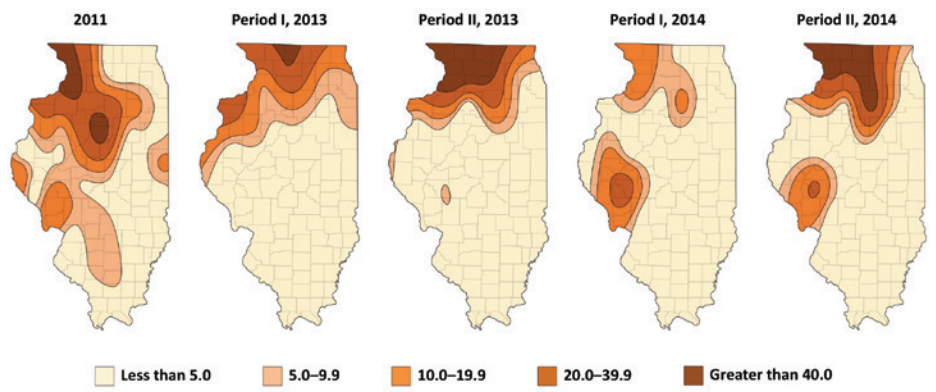 2011 Period I, 2013 Period II, 2013 Period I, 2014 Period II, 2014
Less than 5.0 5.0–9.9 10.0–19.9 20.0–39.9 Greater than 40.0